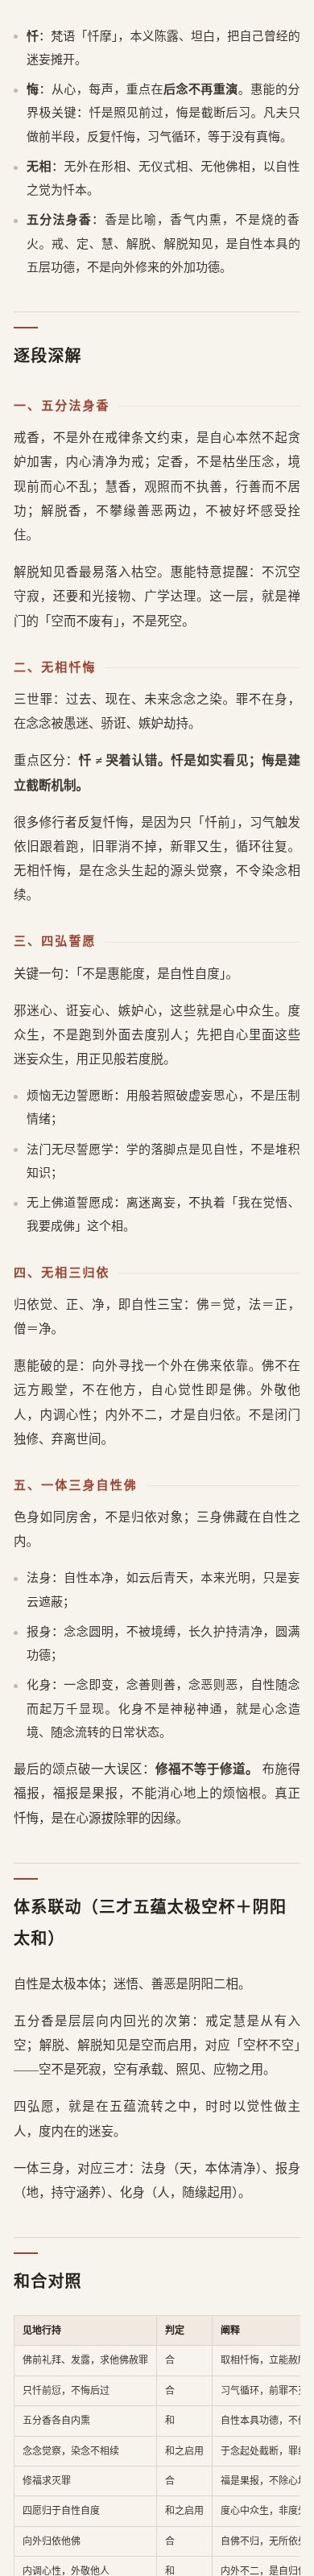 忏：梵语「忏摩」，本义陈露、坦白，把自己曾经的
迷妄摊开。
悔：从心，每声，重点在后念不再重演。惠能的分
界极关键：忏是照见前过，悔是截断后习。凡夫只
做前半段，反复忏悔，习气循环，等于没有真悔。
无相：无外在形相、无仪式相、无他佛相，以自性
之觉为忏本。
五分法身香：香是比喻，香气内熏，不是烧的香
火。戒、定、慧、解脱、解脱知见，是自性本具的
五层功德，不是向外修来的外加功德。
逐段深解
一、五分法身香
戒香，不是外在戒律条文约束，是自心本然不起贪
妒加害，内心清净为戒；定香，不是枯坐压念，境
现前而心不乱；慧香，观照而不执善，行善而不居
功；解脱香，不攀缘善恶两边，不被好坏感受拴
住。
解脱知见香最易落入枯空。惠能特意提醒：不沉空
守寂，还要和光接物、广学达理。这一层，就是禅
门的「空而不废有」，不是死空。
二、无相忏悔
三世罪：过去、现在、未来念念之染。罪不在身，
在念念被愚迷、骄诳、嫉妒劫持。
重点区分：忏 ≠ 哭着认错。忏是如实看见；悔是建
立截断机制。
很多修行者反复忏悔，是因为只「忏前」，习气触发
依旧跟着跑，旧罪消不掉，新罪又生，循环往复。
无相忏悔，是在念头生起的源头觉察，不令染念相
续。
三、四弘誓愿
关键一句：「不是惠能度，是自性自度」。
邪迷心、诳妄心、嫉妒心，这些就是心中众生。度
众生，不是跑到外面去度别人；先把自心里面这些
迷妄众生，用正见般若度脱。
烦恼无边誓愿断：用般若照破虚妄思心，不是压制
情绪；
法门无尽誓愿学：学的落脚点是见自性，不是堆积
知识；
无上佛道誓愿成：离迷离妄，不执着「我在觉悟、
我要成佛」这个相。
四、无相三归依
归依觉、正、净，即自性三宝：佛＝觉，法＝正，
僧＝净。
惠能破的是：向外寻找一个外在佛来依靠。佛不在
远方殿堂，不在他方，自心觉性即是佛。外敬他
人，内调心性；内外不二，才是自归依。不是闭门
独修、弃离世间。
五、一体三身自性佛
色身如同房舍，不是归依对象；三身佛藏在自性之
内。
法身：自性本净，如云后青天，本来光明，只是妄
云遮蔽；
报身：念念圆明，不被境缚，长久护持清净，圆满
功德；
化身：一念即变，念善则善，念恶则恶，自性随念
而起万千显现。化身不是神秘神通，就是心念造
境、随念流转的日常状态。
最后的颂点破一大误区：修福不等于修道。 布施得
福报，福报是果报，不能消心地上的烦恼根。真正
忏悔，是在心源拔除罪的因缘。
体系联动（三才五蕴太极空杯＋阴阳
太和）
自性是太极本体；迷悟、善恶是阴阳二相。
五分香是层层向内回光的次第：戒定慧是从有入
空；解脱、解脱知见是空而启用，对应「空杯不空」
——空不是死寂，空有承载、照见、应物之用。
四弘愿，就是在五蕴流转之中，时时以觉性做主
人，度内在的迷妄。
一体三身，对应三才：法身（天，本体清净）、报身
（地，持守涵养）、化身（人，随缘起用）。
和合对照
见地行持 判定 阐释
佛前礼拜、发露，求他佛赦罪 合 取相忏悔，立能赦
只忏前愆，不悔后过 合 习气循环，前罪不
五分香各自内熏 和 自性本具功德，不
念念觉察，染念不相续 和之启用 于念起处截断，罪
修福求灭罪 合 福是果报，不除心
四愿归于自性自度 和之启用 度心中众生，非度
向外归依他佛 合 自佛不归，无所依
内调心性，外敬他人 和 内外不二，是自归